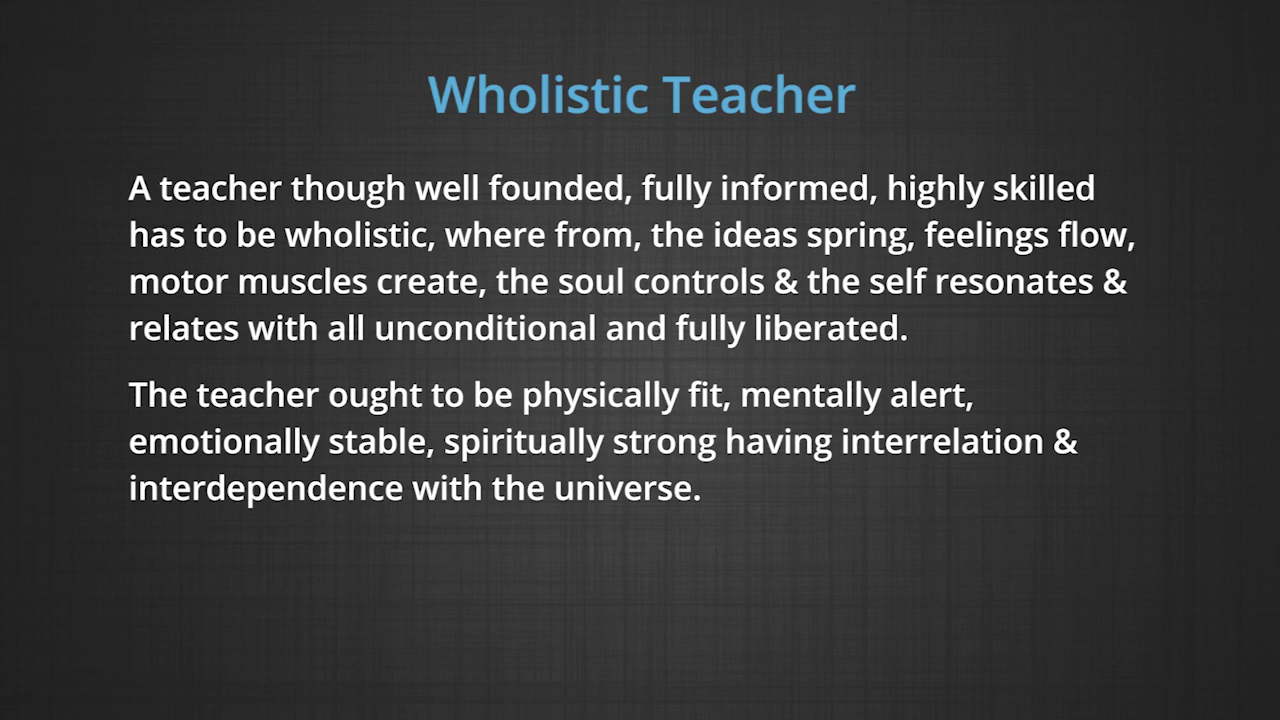 Wholistic Teacher
A teacher though well founded, fully informed, highly skilled
has to be wholistic, where from, the ideas spring, feelings flow,
motor muscles create, the soul controls & the self resonates &
relates with all unconditional and fully liberated.
The teacher ought to be physically fit, mentally alert,
emotionally stable, spiritually strong having interrelation &
interdependence with the universe.